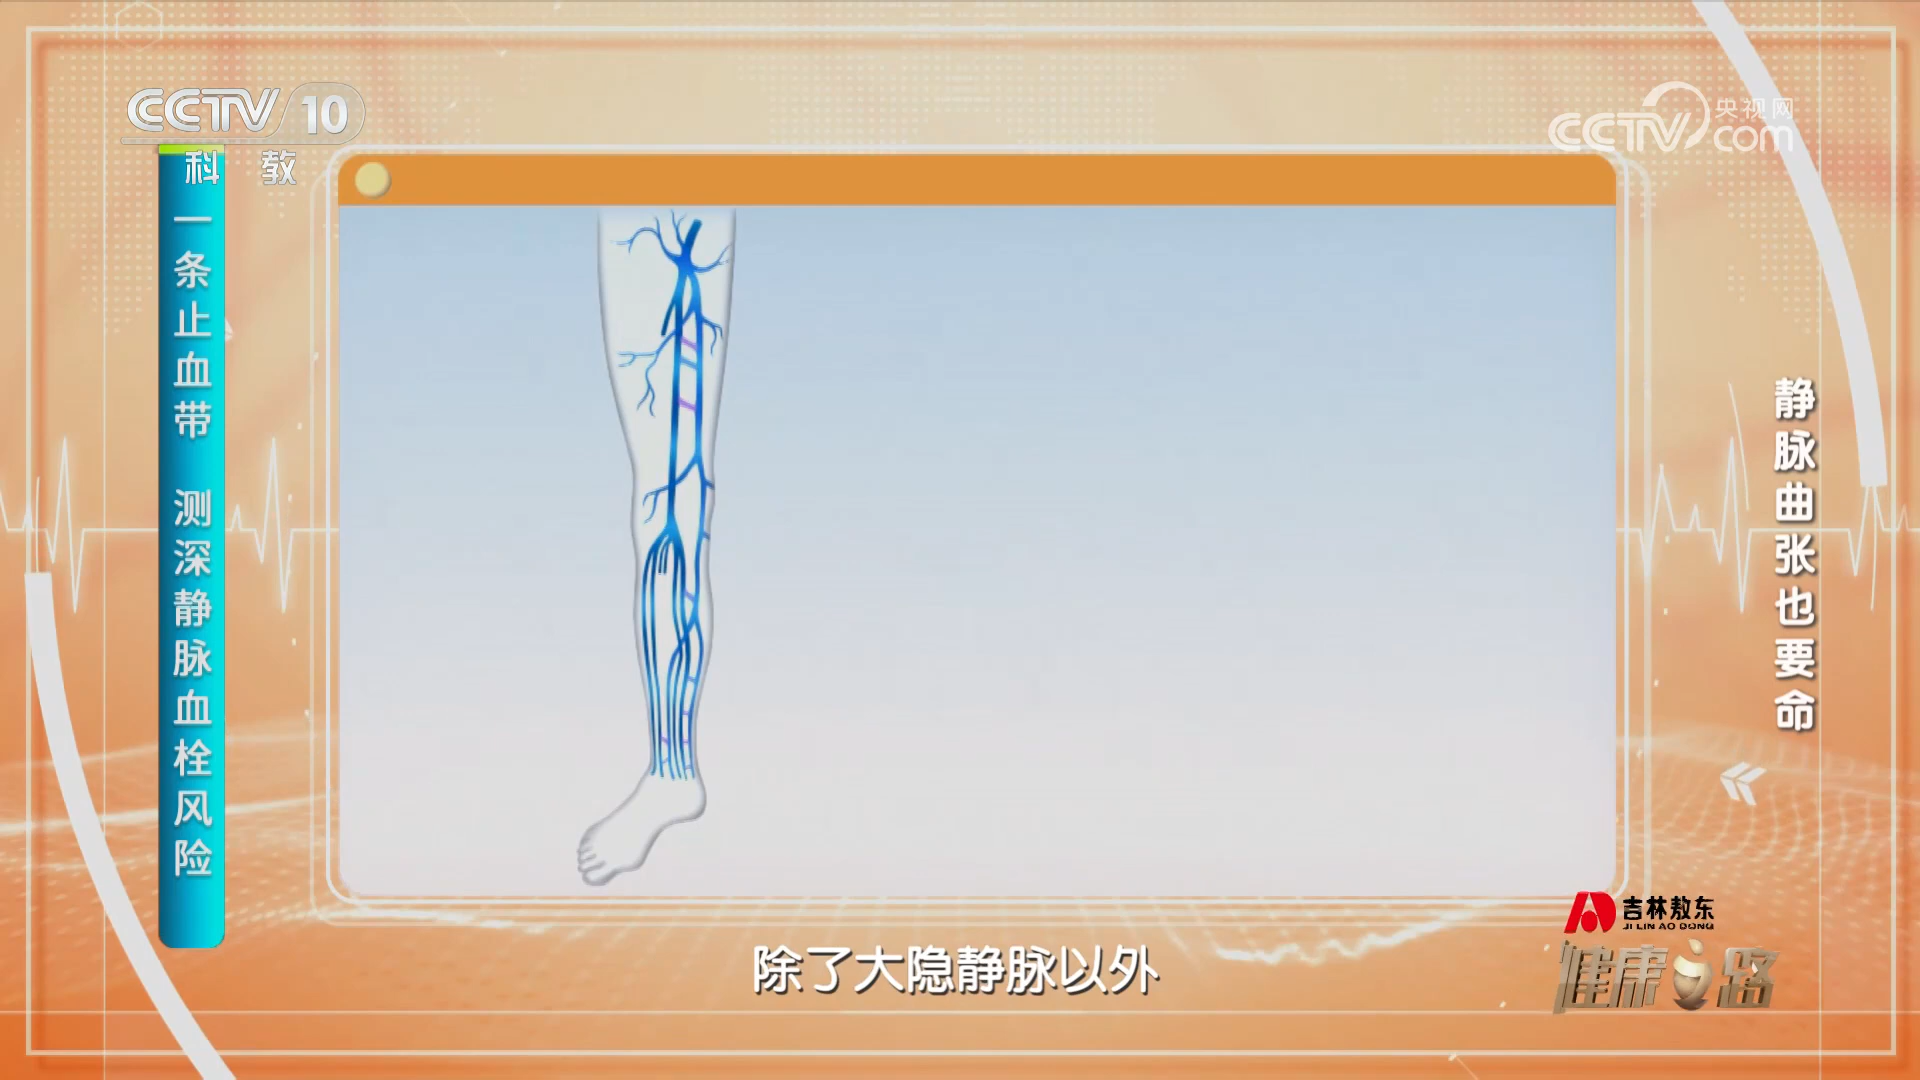 CCTV 10
科 教
央视网
CCTV com
一条止血带 测深静脉血栓风险
静脉曲张也要命
吉林敖东
JI LIN AO DONG
除了大隐静脉以外
健康之路